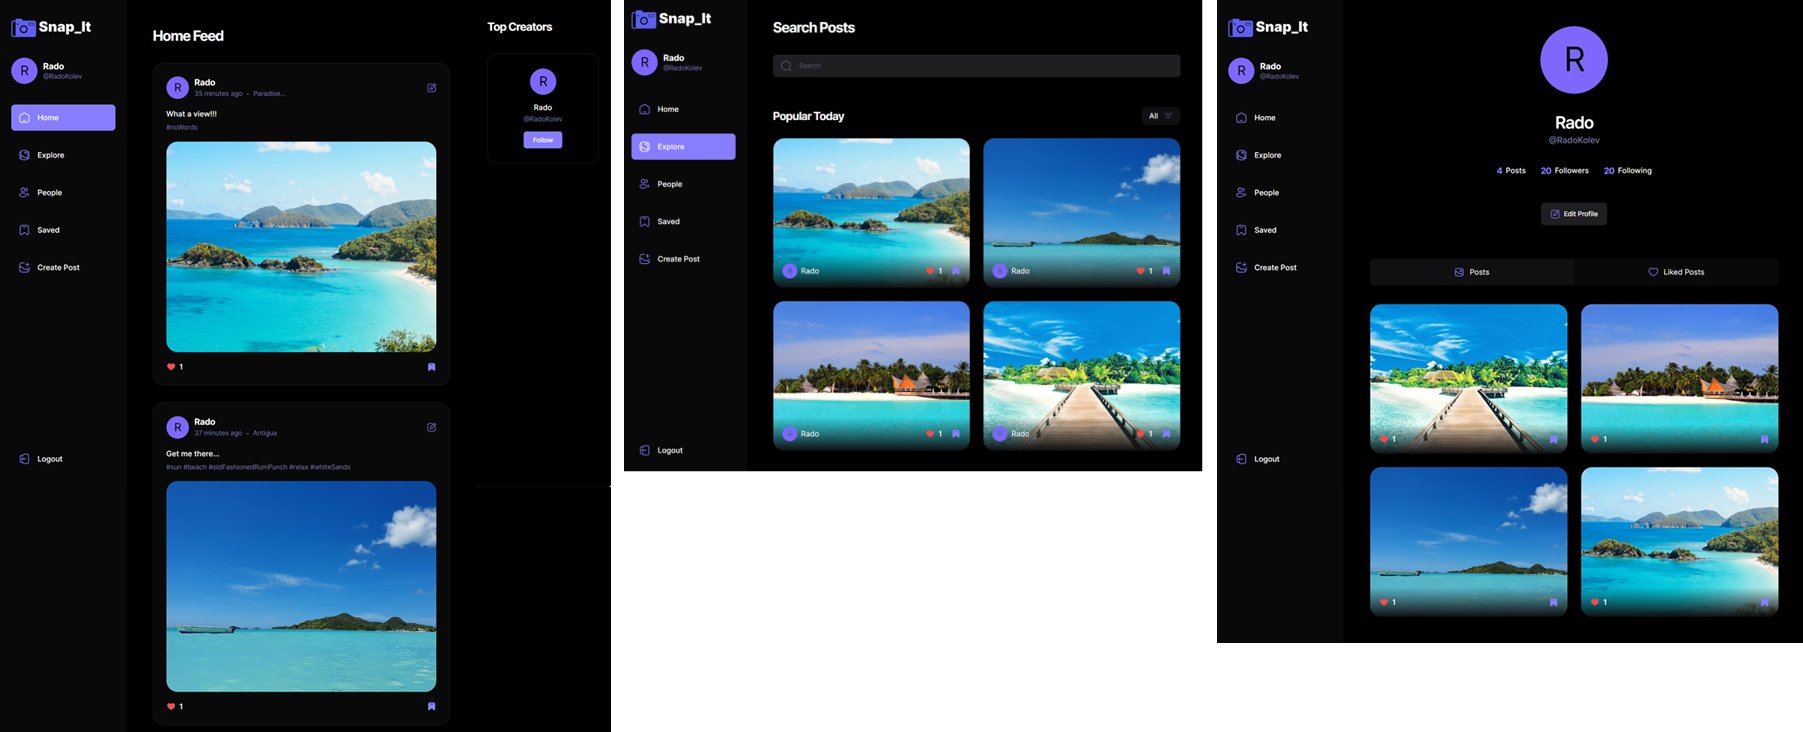 Snap_It
R
Rado
@RadoKolev
Home
Explore
People
Saved
Create Post
Logout
Home Feed
R
Rado
35 minutes ago - Paradise...
What a view!!!
#noWords
1
R
Rado
37 minutes ago - Antigua
Get me there...
#sun #beach #oldFashionedRumPunch #relax #whiteSands
1
Top Creators
R
Rado
@RadoKolev
Follow
Snap_It
R
Rado
@RadoKolev
Home
Explore
People
Saved
Create Post
Logout
Search Posts
Search
Popular Today
All
R Rado 1
R Rado 1
R Rado 1
R Rado 1
Snap_It
R
Rado
@RadoKolev
Home
Explore
People
Saved
Create Post
Logout
R
Rado
@RadoKolev
4 Posts 20 Followers 20 Following
Edit Profile
Posts
Liked Posts
1
1
1
1